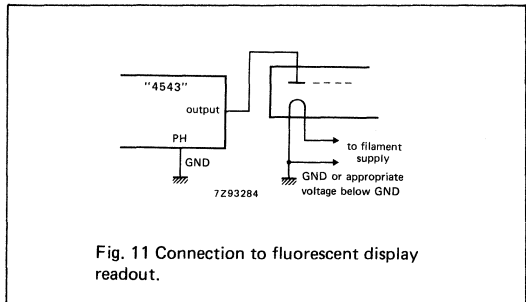 "4543"
output
PH
GND
to filament
supply
GND or appropriate
voltage below GND
7Z93284
Fig. 11 Connection to fluorescent display
readout.